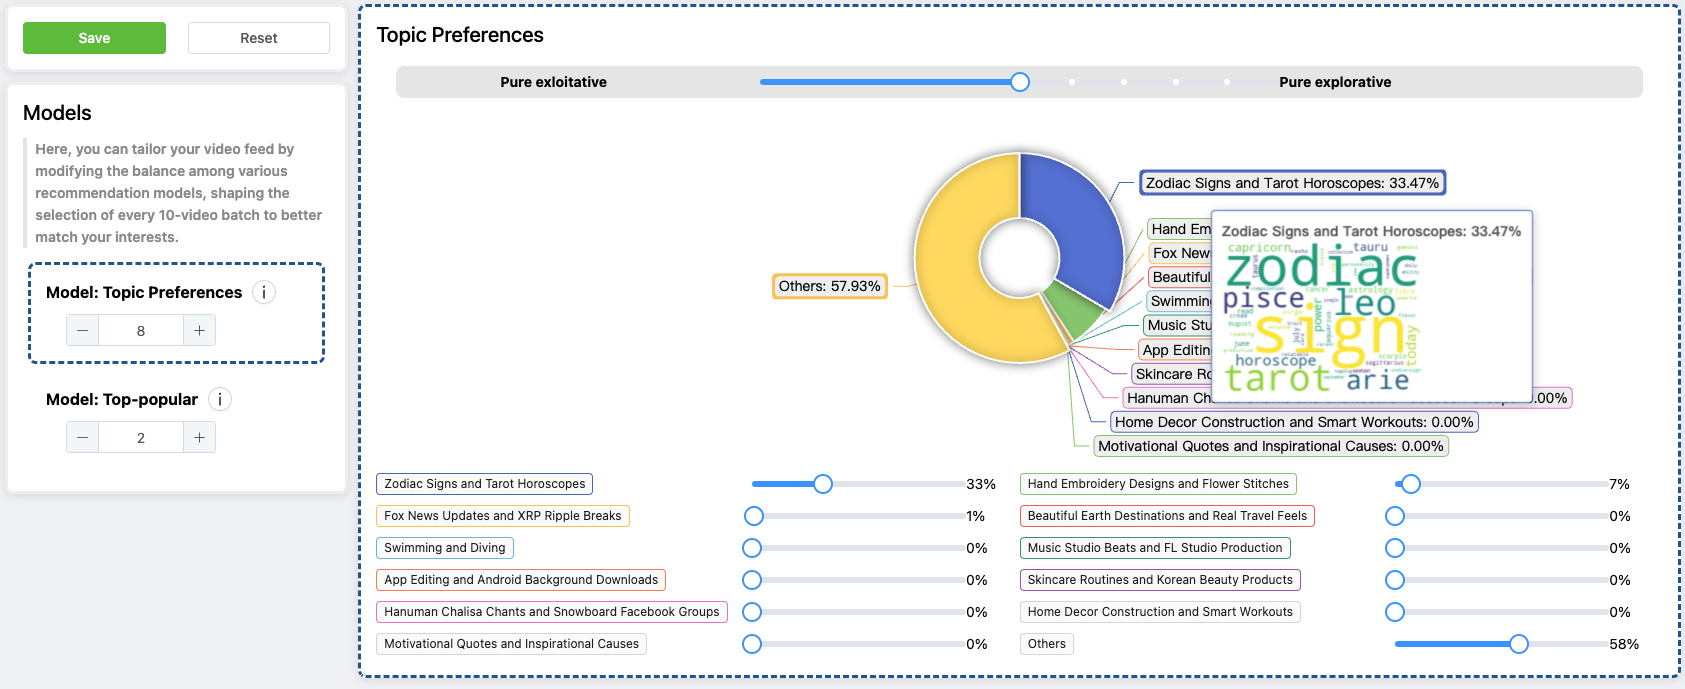 Save
Reset
Models
Here, you can tailor your video feed by
modifying the balance among various
recommendation models, shaping the
selection of every 10-video batch to better
match your interests.
Model: Topic Preferences i
− 8 +
Model: Top-popular i
− 2 +
Topic Preferences
Pure exloitative
Pure explorative
Zodiac Signs and Tarot Horoscopes: 33.47%
Hand Em
Fox New
Beautiful
Swimming
Music Stu
App Editin
Skincare Ro
Hanuman Ch
.00%
Home Decor Construction and Smart Workouts: 0.00%
Motivational Quotes and Inspirational Causes: 0.00%
Others: 57.93%
Zodiac Signs and Tarot Horoscopes: 33.47%
capricorn
tauru
gemini
zodiac
cancer
astrology
pisce
leo
read
power
august
sign
july
june
today
horoscope
scorpio
sagittarius
tarot
arie
Zodiac Signs and Tarot Horoscopes 33%
Hand Embroidery Designs and Flower Stitches 7%
Fox News Updates and XRP Ripple Breaks 1%
Beautiful Earth Destinations and Real Travel Feels 0%
Swimming and Diving 0%
Music Studio Beats and FL Studio Production 0%
App Editing and Android Background Downloads 0%
Skincare Routines and Korean Beauty Products 0%
Hanuman Chalisa Chants and Snowboard Facebook Groups 0%
Home Decor Construction and Smart Workouts 0%
Motivational Quotes and Inspirational Causes 0%
Others 58%